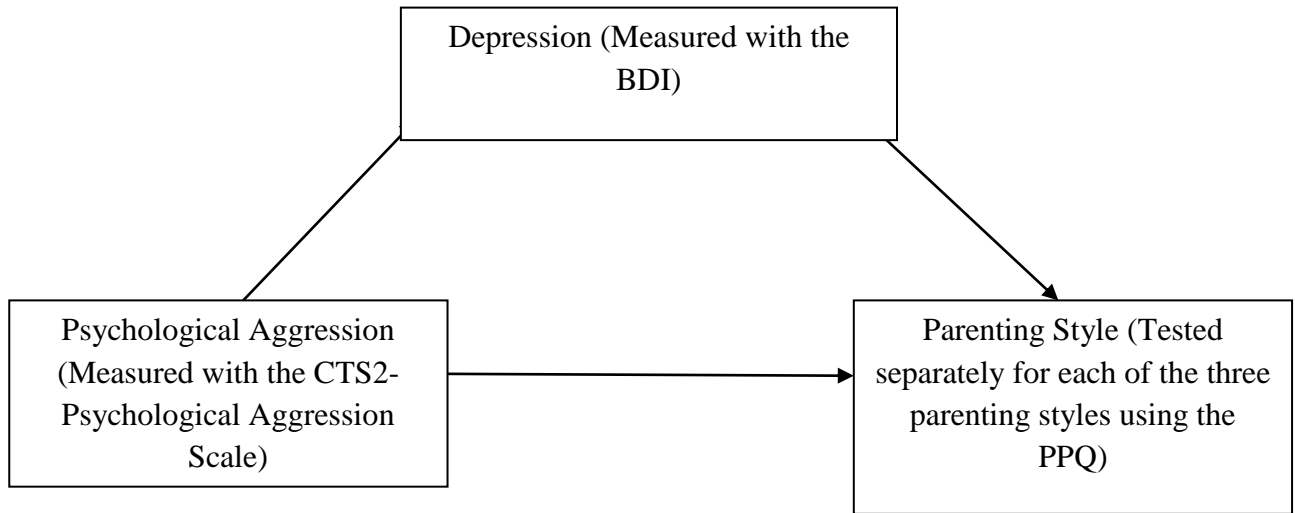 Depression (Measured with the
BDI)
Psychological Aggression
(Measured with the CTS2-
Psychological Aggression
Scale)
Parenting Style (Tested
separately for each of the three
parenting styles using the
PPQ)